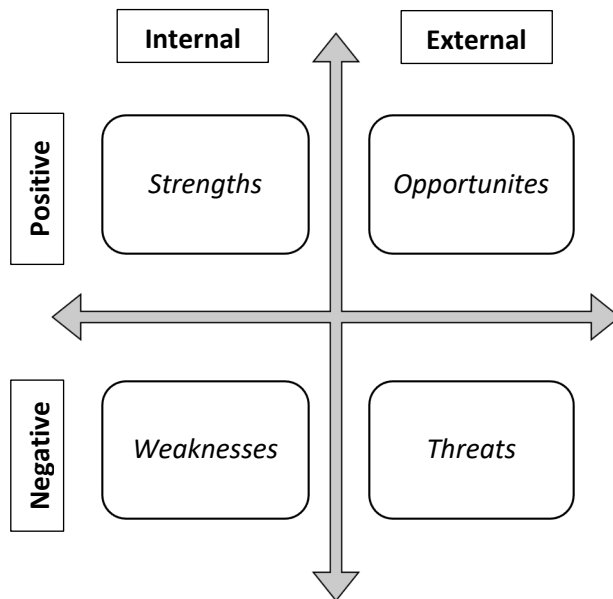 Internal
External
Positive
Strengths
Opportunites
Negative
Weaknesses
Threats